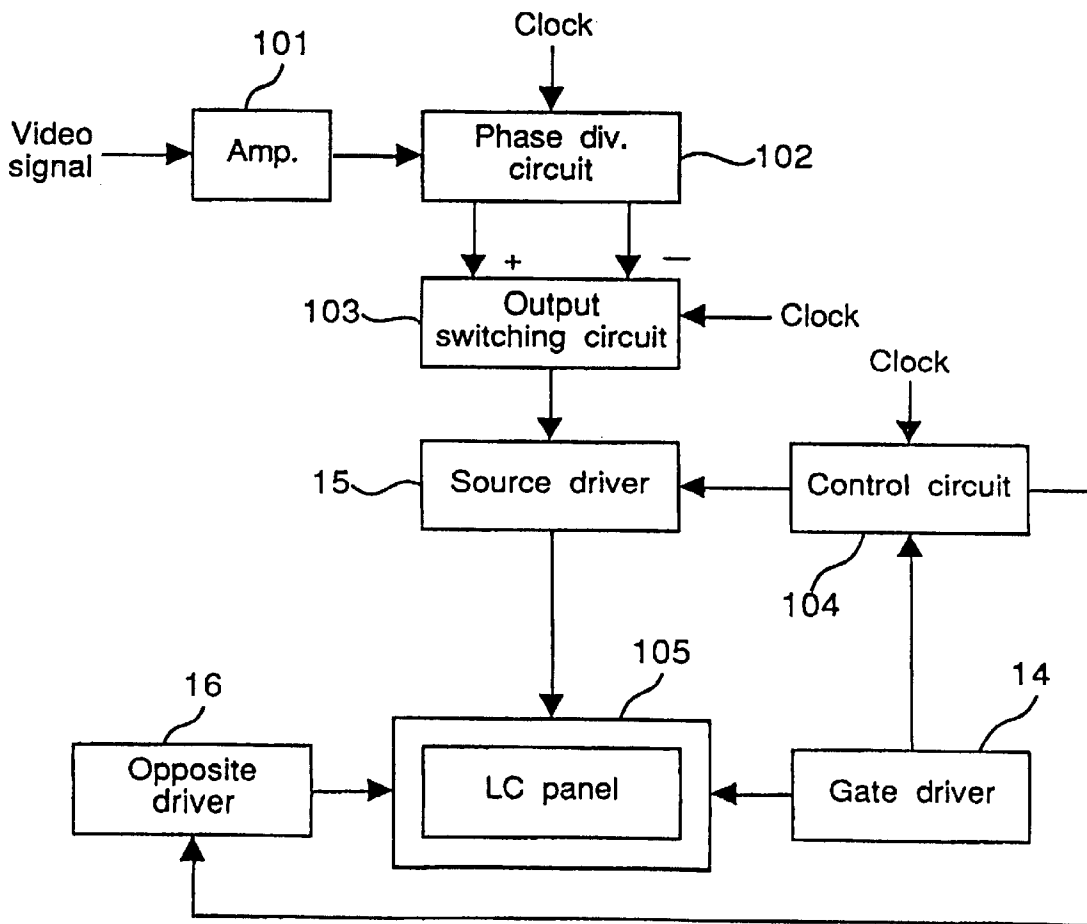 Clock
101
Video
signal
Amp.
Phase div.
circuit
102
+
—
103
Output
switching circuit
Clock
Clock
15
Source driver
Control circuit
104
105
16
14
Opposite
driver
LC panel
Gate driver